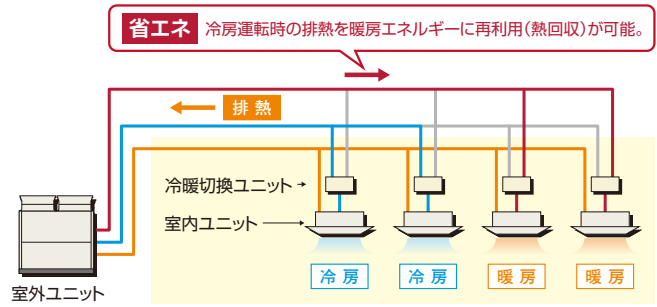 省エネ 冷房運転時の排熱を暖房エネルギーに再利用(熱回収)が可能。
排熱
冷暖切換ユニット
室内ユニット
冷房 冷房 暖房 暖房
室外ユニット